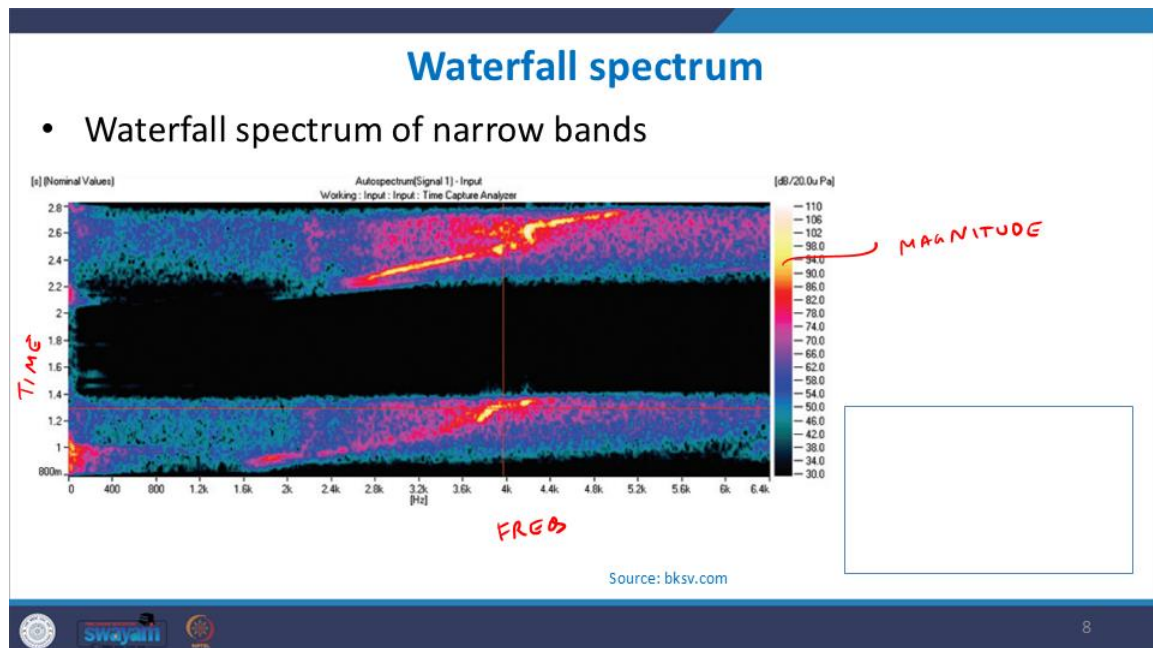 Waterfall spectrum
• Waterfall spectrum of narrow bands
[s] (Nominal Values)
Autospectrum(Signal 1) - Input
Working : Input : Input : Time Capture Analyzer
[dB/20.0u Pa]
2.8
2.6
2.4
2.2
2
1.8
1.6
1.4
1.2
1
800m
0 400 800 1.2k 1.6k 2k 2.4k 2.8k 3.2k 3.6k 4k 4.4k 4.8k 5.2k 5.6k 6k 6.4k
[Hz]
110
106
102
98.0
94.0
90.0
86.0
82.0
78.0
74.0
70.0
66.0
62.0
58.0
54.0
50.0
46.0
42.0
38.0
34.0
30.0
MAGNITUDE
TIME
FREQ
Source: bksv.com
swayam
8